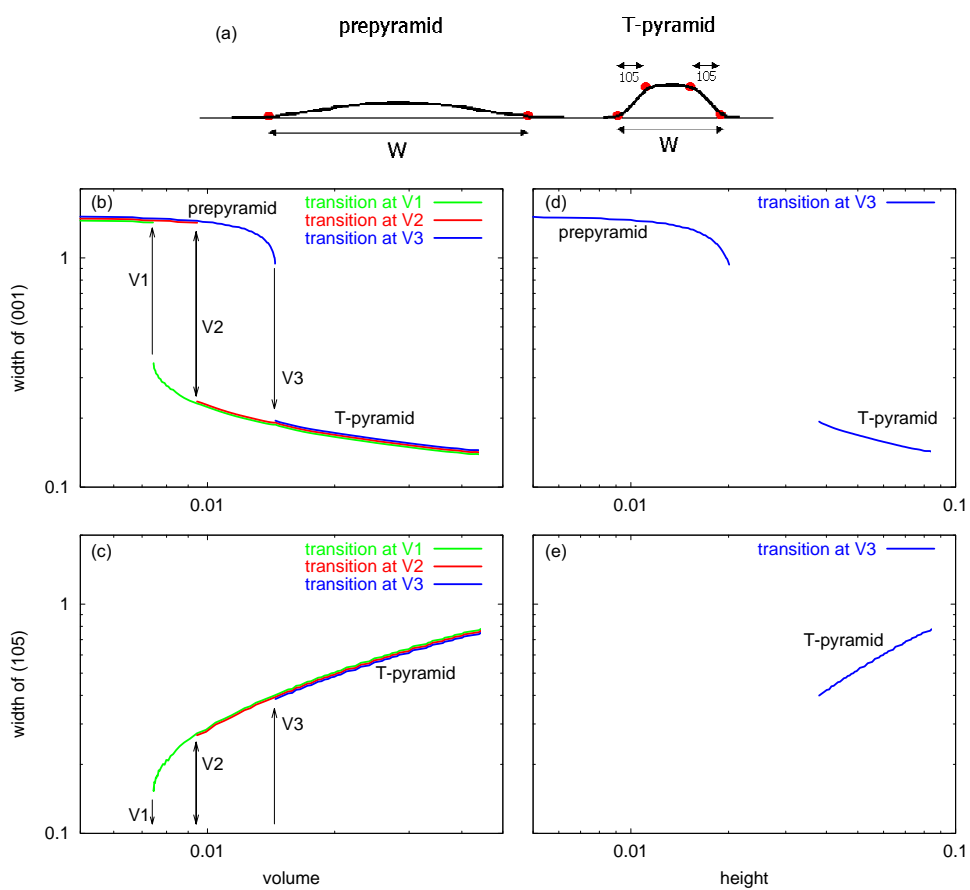 (a)
prepyramid
T-pyramid
105
105
W
W
(b)
prepyramid
transition at V1
transition at V2
transition at V3
1
V1
V2
V3
T-pyramid
0.1
0.01
width of (001)
(d)
transition at V3
prepyramid
T-pyramid
0.01
0.1
(c)
transition at V1
transition at V2
transition at V3
1
T-pyramid
V3
V2
V1
0.1
0.01
width of (105)
volume
(e)
transition at V3
T-pyramid
0.01
0.1
height